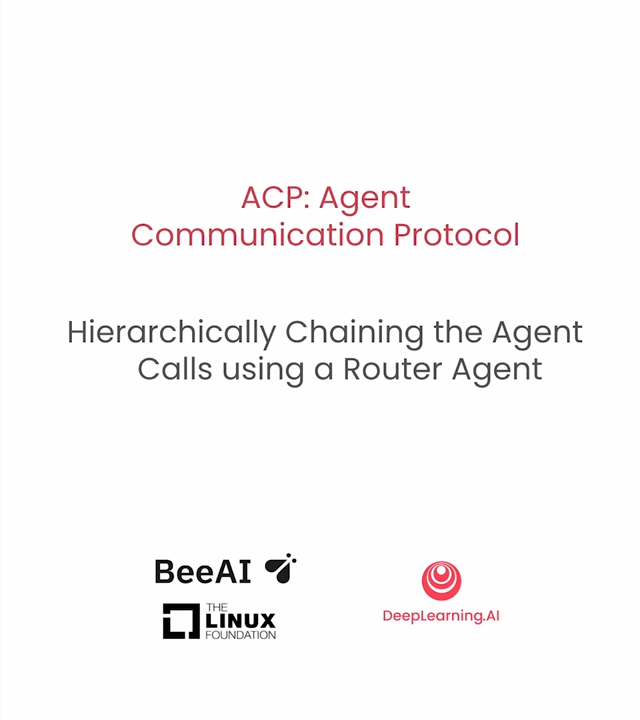 ACP: Agent
Communication Protocol
Hierarchically Chaining the Agent
Calls using a Router Agent
BeeAI
THE
LINUX
FOUNDATION
DeepLearning.AI